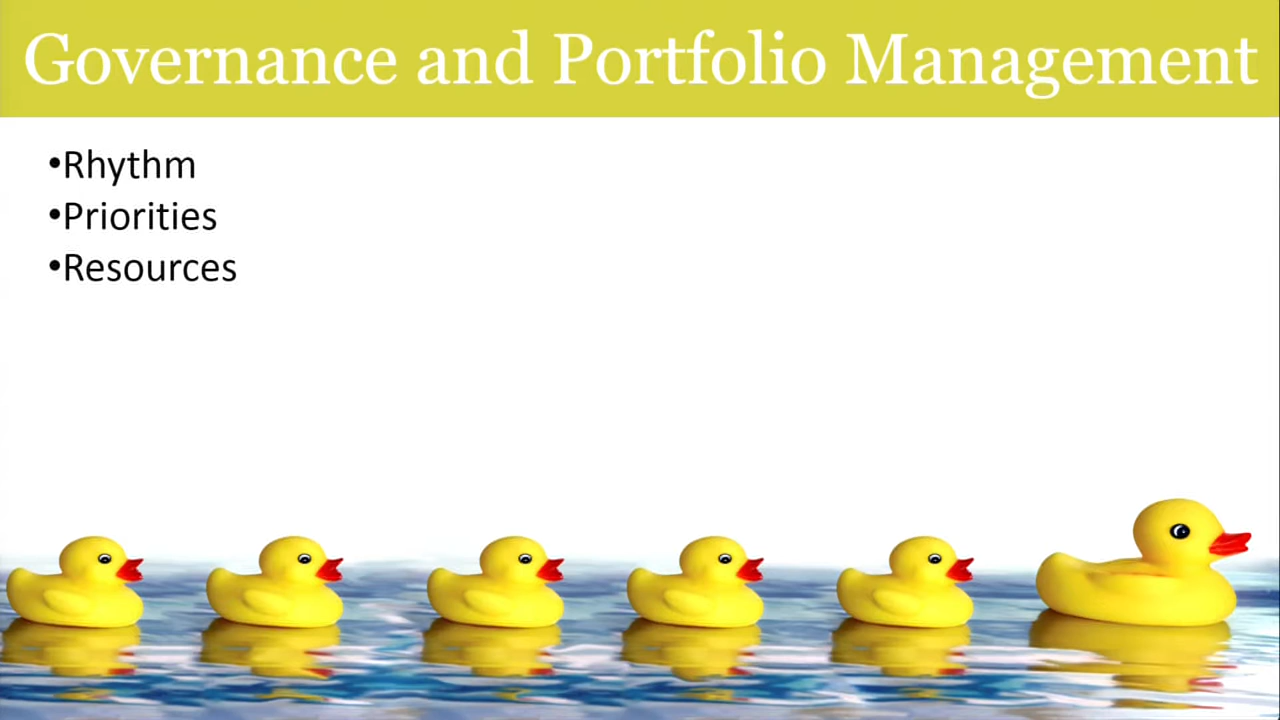 Governance and Portfolio Management
•Rhythm
•Priorities
•Resources